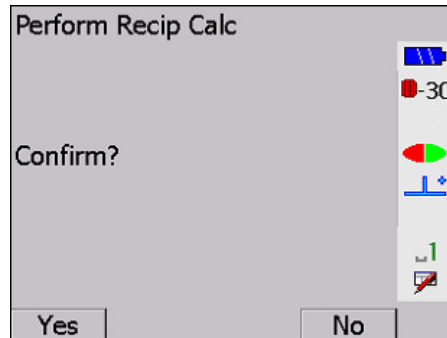 Perform Recip Calc
-30
Confirm?
1
Yes
No